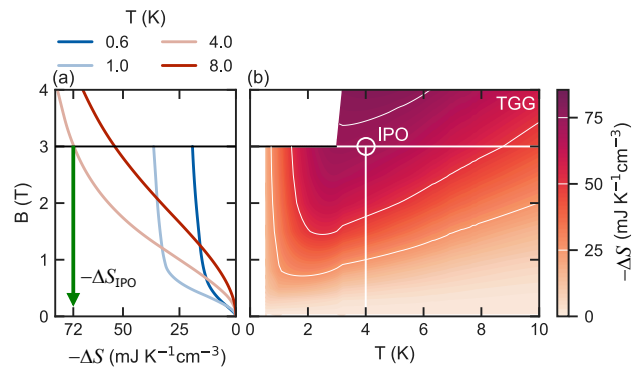 T (K)
0.6 4.0
1.0 8.0
(a) (b)
4
3
2
1
0
B (T)
−ΔS_IPO
72 50 25 0
−ΔS (mJ K⁻¹cm⁻³)
TGG
IPO
0 2 4 6 8 10
T (K)
75
50
25
0
−ΔS (mJ K⁻¹cm⁻³)